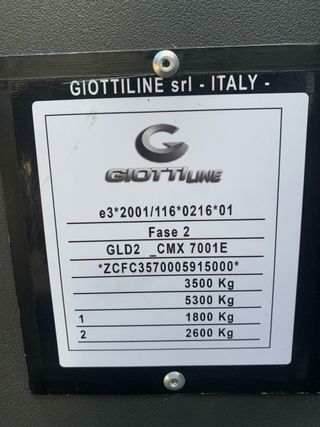 GIOTTILINE srl - ITALY -
G
GIOTTILINE
e3*2001/116*0216*01
Fase 2
GLD2 _CMX 7001E
*ZCFC3570005915000*
3500 Kg
5300 Kg
1 1800 Kg
2 2600 Kg